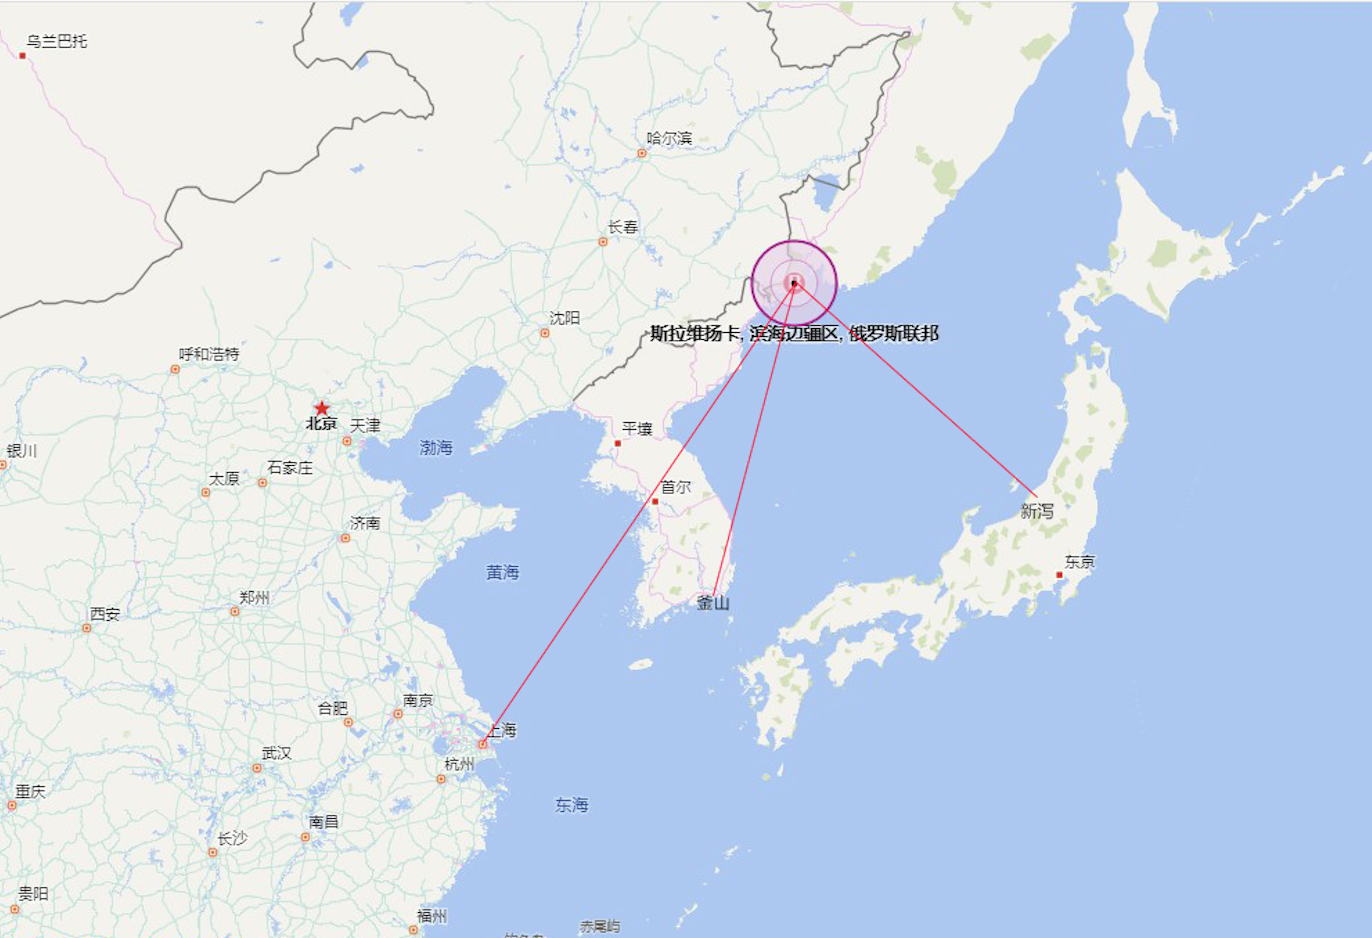 乌兰巴托
哈尔滨
长春
沈阳
斯拉维扬卡, 滨海边疆区, 俄罗斯联邦
呼和浩特
北京
天津
平壤
渤海
银川
石家庄
太原
首尔
新泻
济南
东京
黄海
郑州
釜山
西安
南京
合肥
上海
武汉
杭州
重庆
东海
南昌
长沙
贵阳
福州
赤尾屿